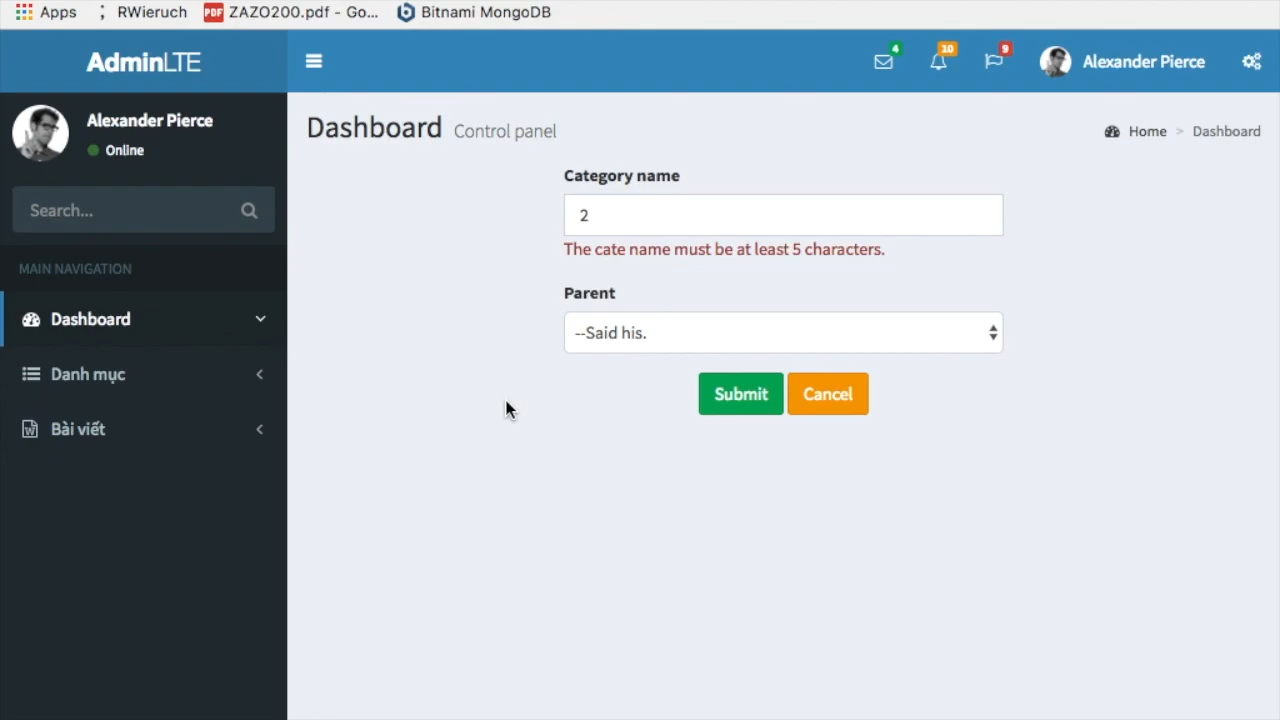 Apps ; RWieruch PDF ZAZO200.pdf - Go... Bitnami MongoDB
AdminLTE
4 10 9 Alexander Pierce
Alexander Pierce
Online
Search...
MAIN NAVIGATION
Dashboard
Danh mục
W Bài viết
Dashboard Control panel
Home > Dashboard
Category name
2
The cate name must be at least 5 characters.
Parent
--Said his.
Submit Cancel